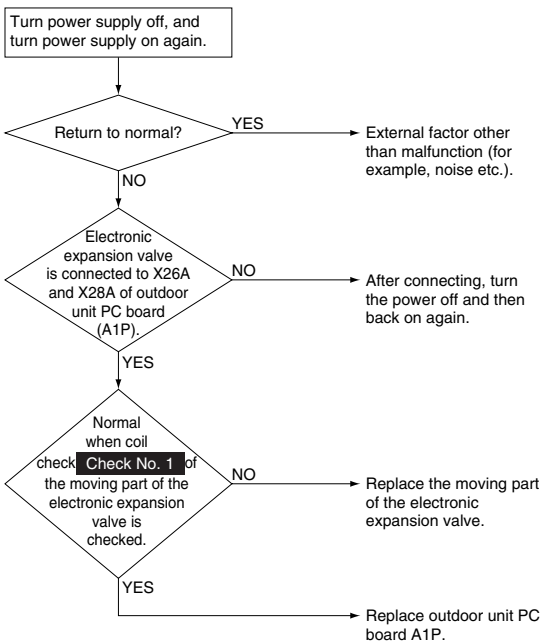 Turn power supply off, and
turn power supply on again.
Return to normal?
YES
External factor other
than malfunction (for
example, noise etc.).
NO
Electronic
expansion valve
is connected to X26A
and X28A of outdoor
unit PC board
(A1P).
NO
After connecting, turn
the power off and then
back on again.
YES
Normal
when coil
check Check No. 1 of
the moving part of the
electronic expansion
valve is
checked.
NO
Replace the moving part
of the electronic
expansion valve.
YES
Replace outdoor unit PC
board A1P.